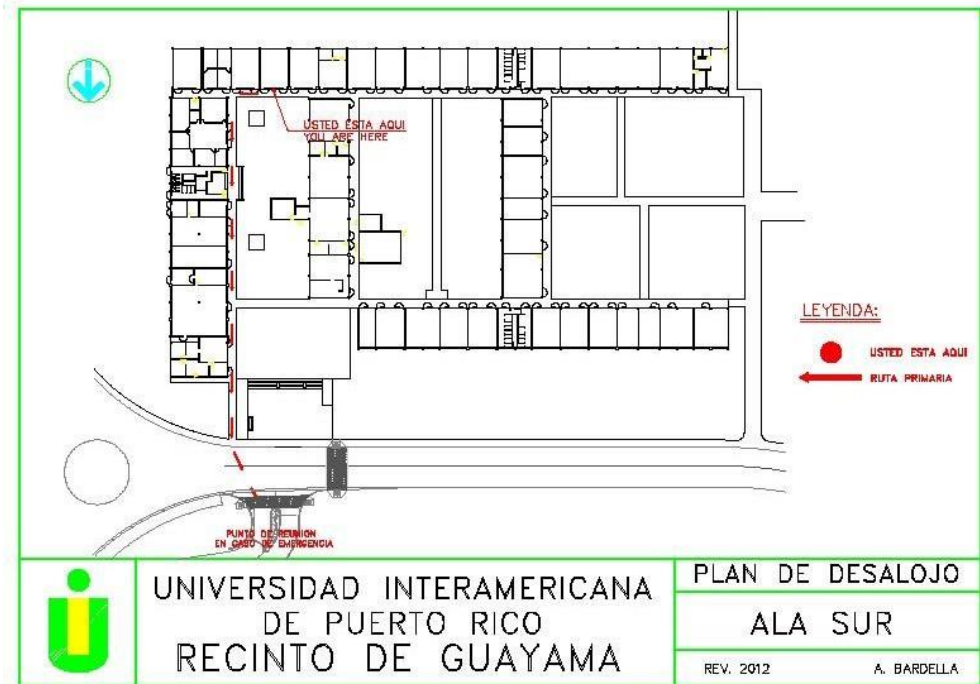 USTED ESTA AQUI
YOU ARE HERE
LEYENDA:
USTED ESTA AQUI
RUTA PRIMARIA
PUNTO DE REUNION
EN CASO DE EMERGENCIA
UNIVERSIDAD INTERAMERICANA
DE PUERTO RICO
RECINTO DE GUAYAMA
PLAN DE DESALOJO
ALA SUR
REV. 2012
A. BARDELLA